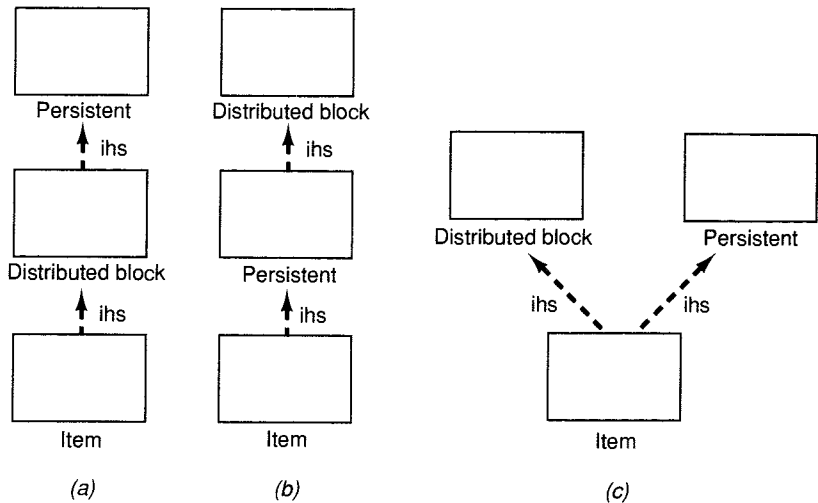 Persistent
ihs
Distributed block
ihs
Item
(a)
Distributed block
ihs
Persistent
ihs
Item
(b)
Distributed block
Persistent
ihs
ihs
Item
(c)